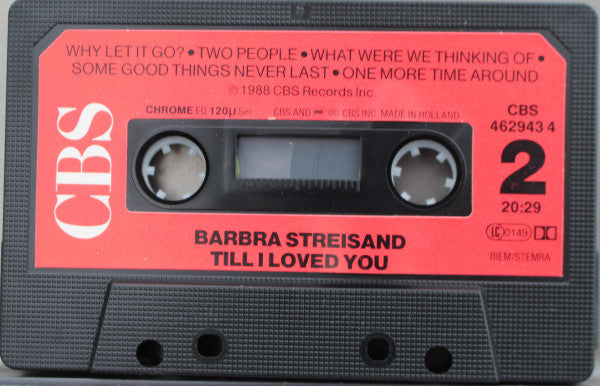 WHY LET IT GO? • TWO PEOPLE • WHAT WERE WE THINKING OF •
SOME GOOD THINGS NEVER LAST • ONE MORE TIME AROUND
℗ 1988 CBS Records Inc.
CHROME EQ 120µ Sec CBS AND ® CBS INC. MADE IN HOLLAND
CBS
462943 4
2
20:29
CBS
BARBRA STREISAND
TILL I LOVED YOU
IC 0149
BIEM/STEMRA